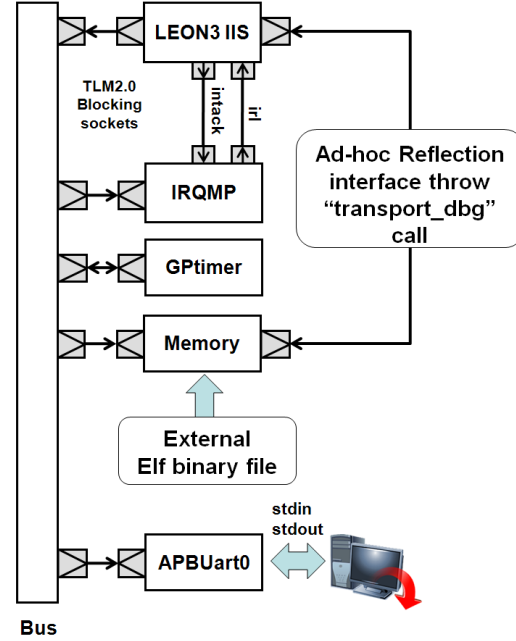 LEON3 IIS
TLM2.0
Blocking
sockets
intack
irl
Ad-hoc Reflection
interface throw
“transport_dbg”
call
IRQMP
GPtimer
Memory
External
Elf binary file
stdin
stdout
APBUart0
Bus